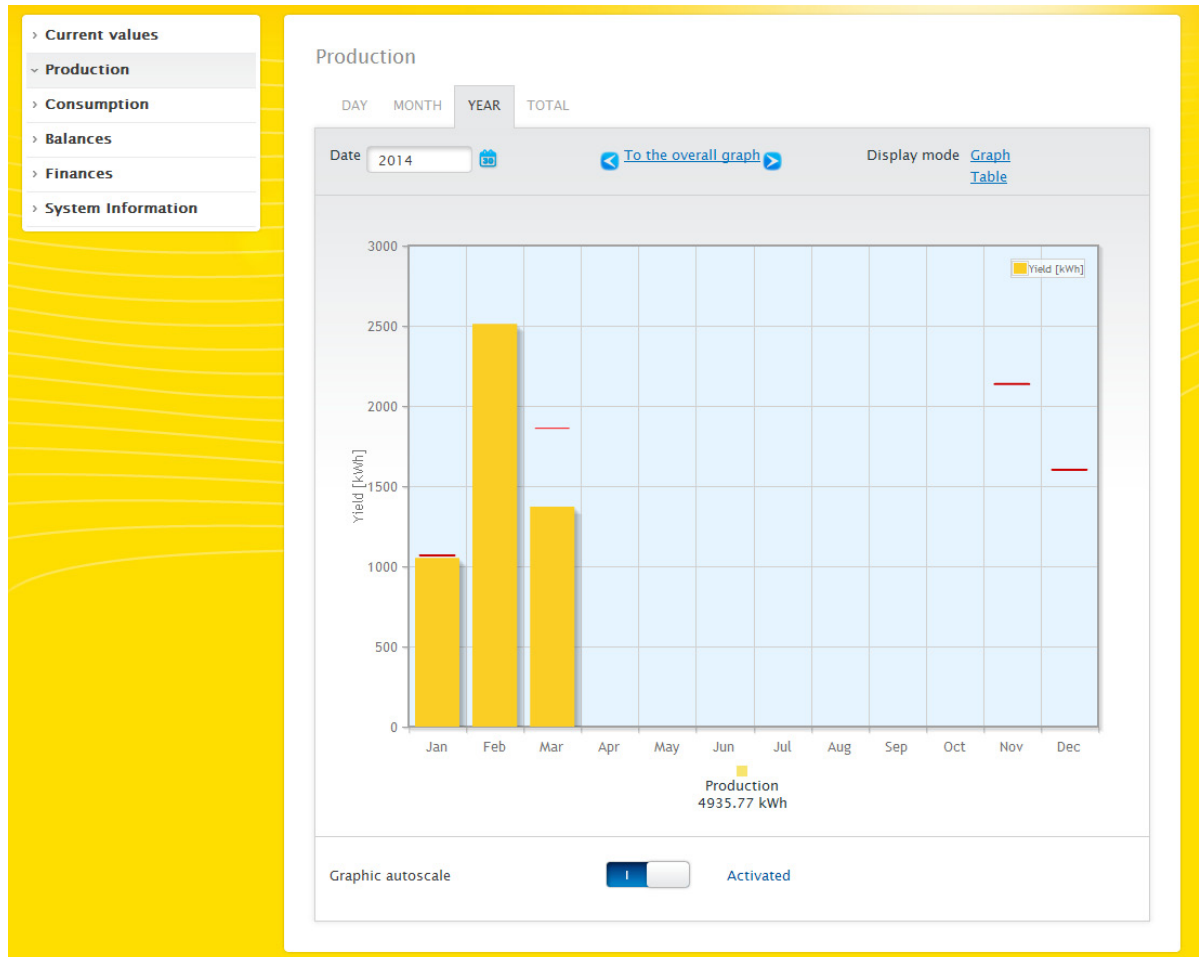 Current values
Production
Consumption
Balances
Finances
System Information
Production
DAY MONTH YEAR TOTAL
Date 2014 30 To the overall graph Display mode Graph
Table
3000
Yield [kWh]
2500
2000
1500
1000
500
0
Yield [kWh]
Jan Feb Mar Apr May Jun Jul Aug Sep Oct Nov Dec
Production
4935.77 kWh
Graphic autoscale I Activated